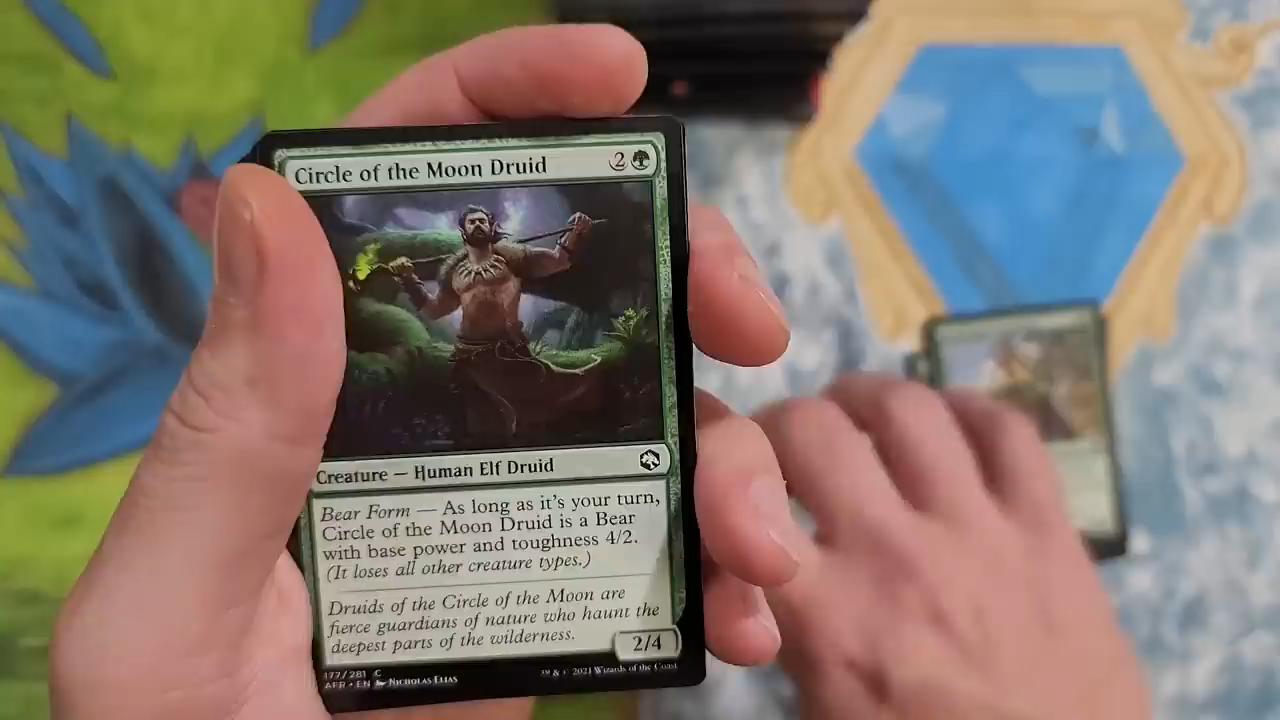 Circle of the Moon Druid 2
Creature — Human Elf Druid
Bear Form — As long as it's your turn,
Circle of the Moon Druid is a Bear
with base power and toughness 4/2.
(It loses all other creature types.)
Druids of the Circle of the Moon are
fierce guardians of nature who haunt the
deepest parts of the wilderness.
2/4
177/281 C
AFR • EN Nicholas Elias
™ & © 2021 Wizards of the Coast